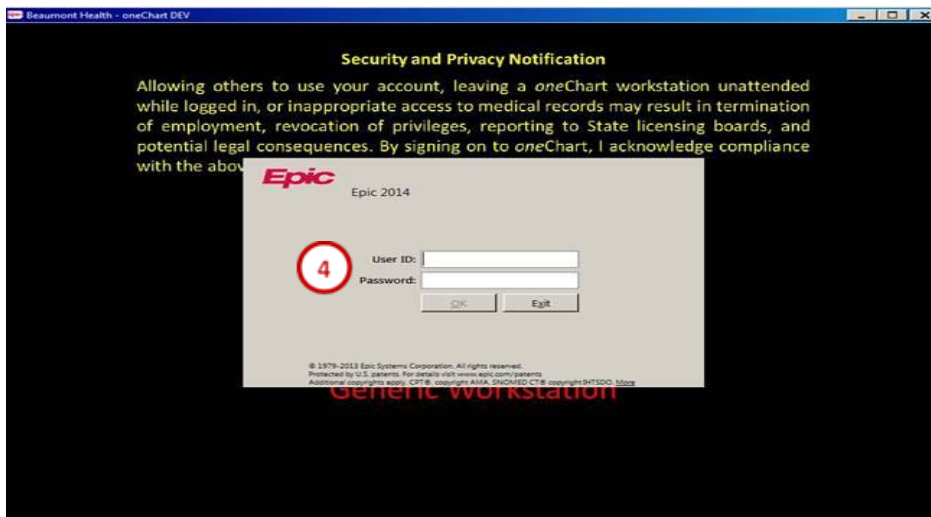 Beaumont Health - oneChart DEV
Security and Privacy Notification
Allowing others to use your account, leaving a oneChart workstation unattended
while logged in, or inappropriate access to medical records may result in termination
of employment, revocation of privileges, reporting to State licensing boards, and
potential legal consequences. By signing on to oneChart, I acknowledge compliance
with the abov
Epic
Epic 2014
4
User ID:
Password:
OK Exit
© 1979-2013 Epic Systems Corporation. All rights reserved.
Protected by U.S. patents. For details visit www.epic.com/patents
Additional copyrights apply. CPT®, copyright AMA. SNOMED CT® copyright IHTSDO. More
Generic Workstation